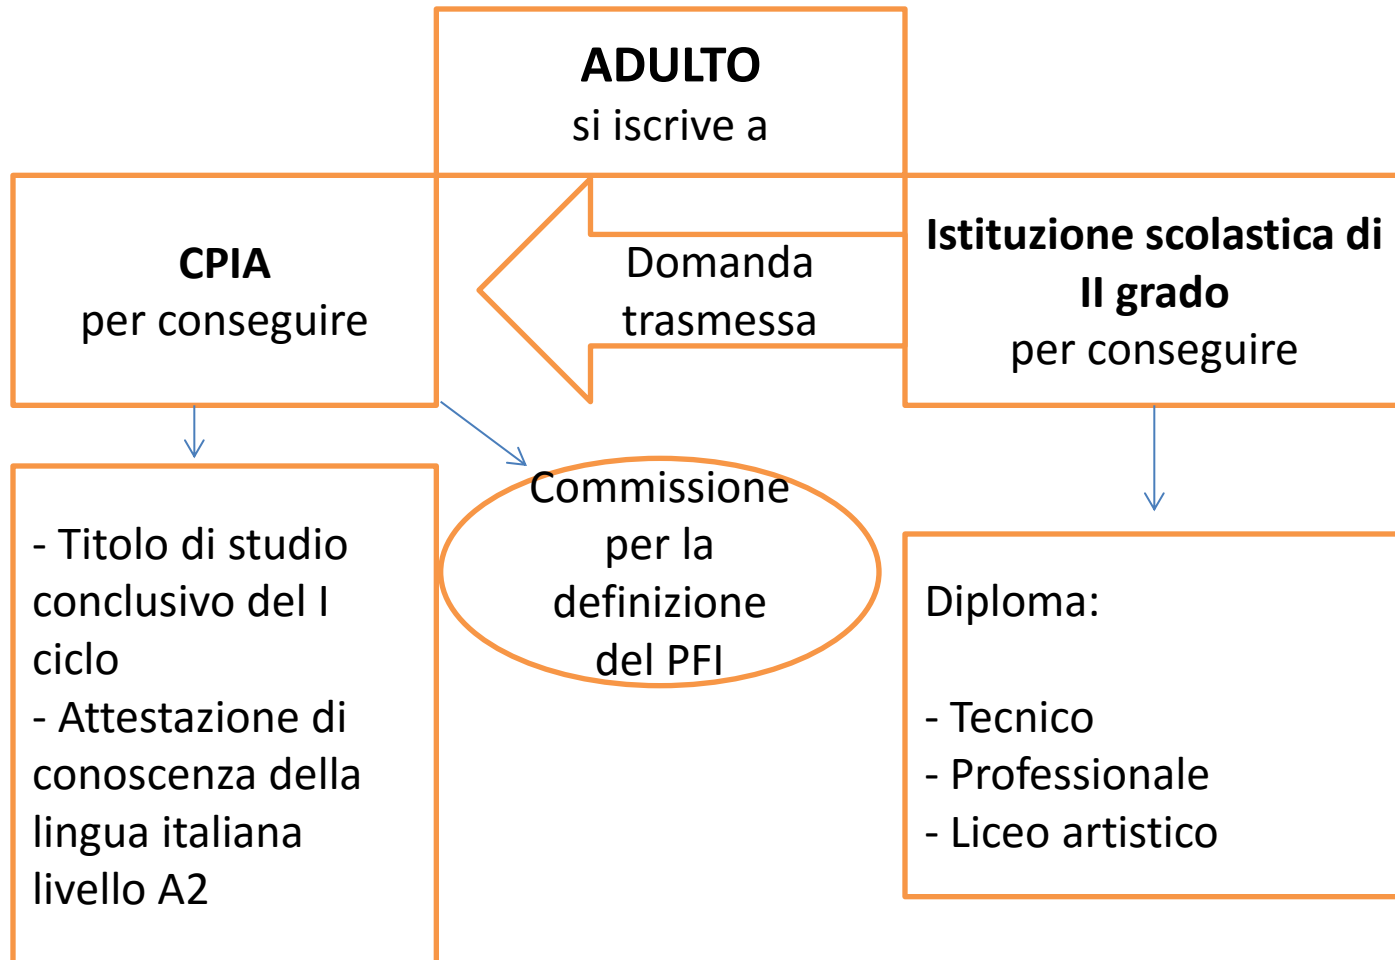 ADULTO
si iscrive a
CPIA
per conseguire
Domanda
trasmessa
Istituzione scolastica di
II grado
per conseguire
- Titolo di studio
conclusivo del I
ciclo
- Attestazione di
conoscenza della
lingua italiana
livello A2
Commissione
per la
definizione
del PFI
Diploma:
- Tecnico
- Professionale
- Liceo artistico